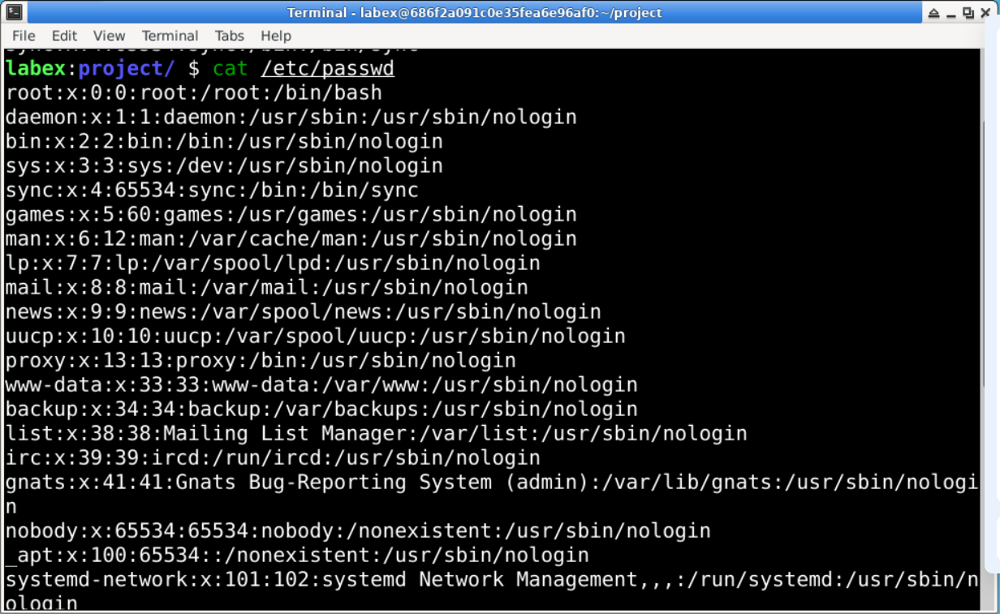 Terminal - labex@686f2a091c0e35fea6e96af0:~/project
File Edit View Terminal Tabs Help
labex:project/ $ cat /etc/passwd
root:x:0:0:root:/root:/bin/bash
daemon:x:1:1:daemon:/usr/sbin:/usr/sbin/nologin
bin:x:2:2:bin:/bin:/usr/sbin/nologin
sys:x:3:3:sys:/dev:/usr/sbin/nologin
sync:x:4:65534:sync:/bin:/bin/sync
games:x:5:60:games:/usr/games:/usr/sbin/nologin
man:x:6:12:man:/var/cache/man:/usr/sbin/nologin
lp:x:7:7:lp:/var/spool/lpd:/usr/sbin/nologin
mail:x:8:8:mail:/var/mail:/usr/sbin/nologin
news:x:9:9:news:/var/spool/news:/usr/sbin/nologin
uucp:x:10:10:uucp:/var/spool/uucp:/usr/sbin/nologin
proxy:x:13:13:proxy:/bin:/usr/sbin/nologin
www-data:x:33:33:www-data:/var/www:/usr/sbin/nologin
backup:x:34:34:backup:/var/backups:/usr/sbin/nologin
list:x:38:38:Mailing List Manager:/var/list:/usr/sbin/nologin
irc:x:39:39:ircd:/run/ircd:/usr/sbin/nologin
gnats:x:41:41:Gnats Bug-Reporting System (admin):/var/lib/gnats:/usr/sbin/nologi
n
nobody:x:65534:65534:nobody:/nonexistent:/usr/sbin/nologin
_apt:x:100:65534::/nonexistent:/usr/sbin/nologin
systemd-network:x:101:102:systemd Network Management,,,:/run/systemd:/usr/sbin/n
ologin